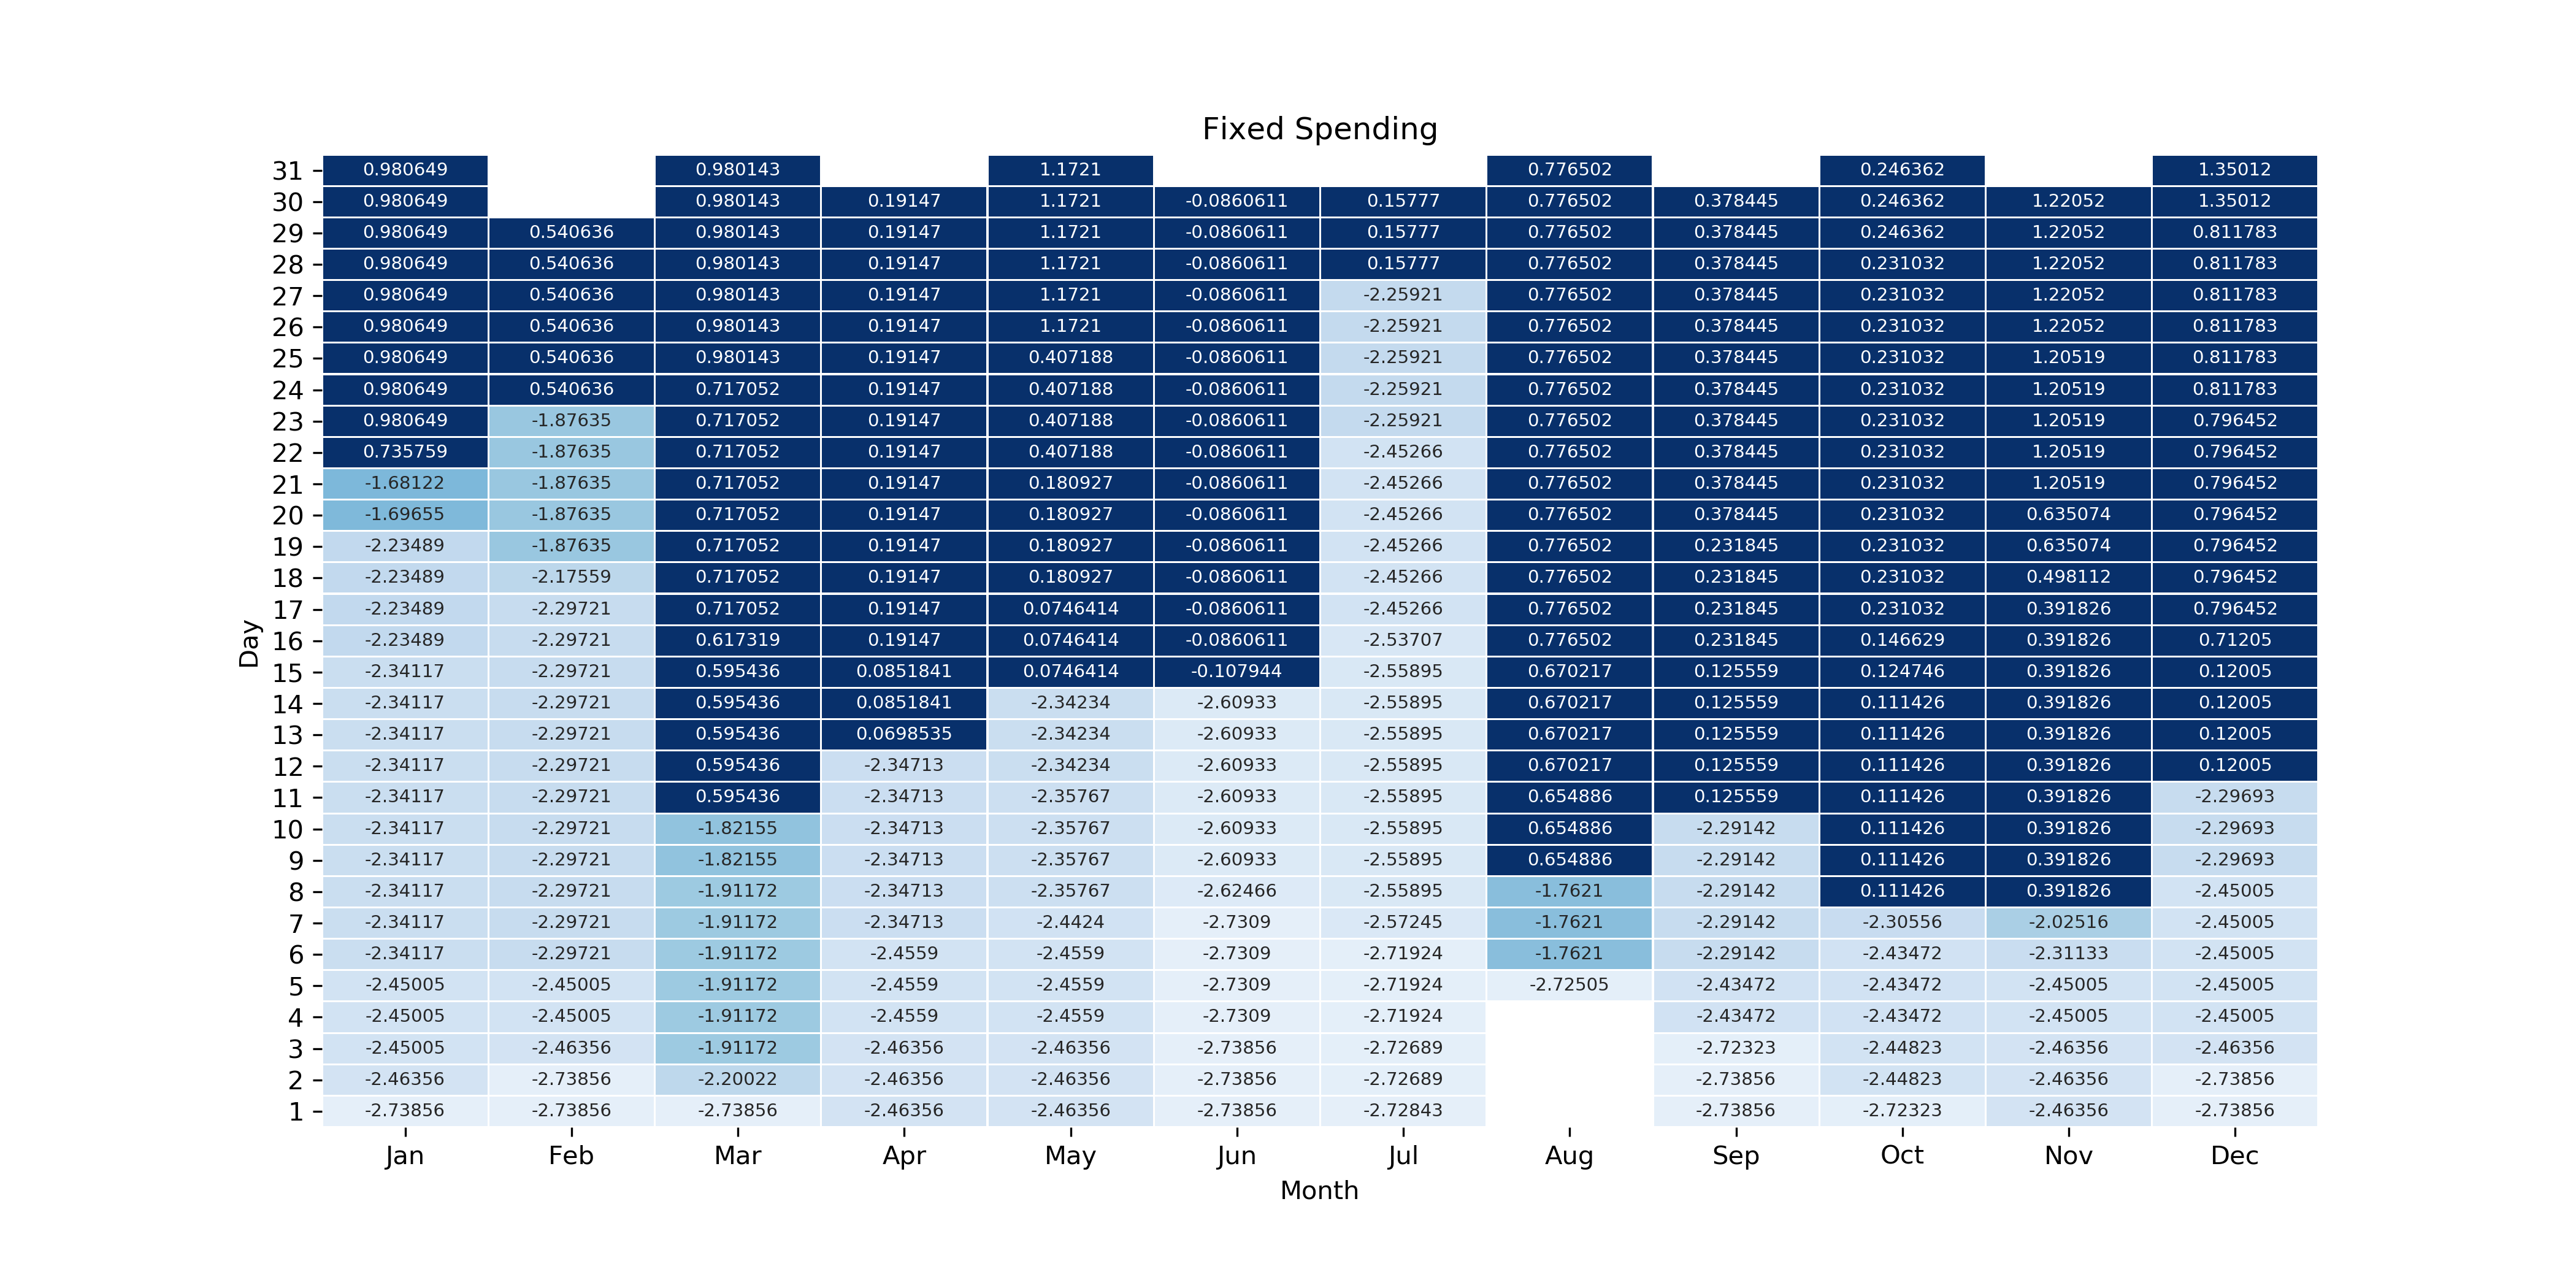 Fixed Spending
31 0.980649 0.980143 1.1721 0.776502 0.246362 1.35012
30 0.980649 0.980143 0.19147 1.1721 -0.0860611 0.15777 0.776502 0.378445 0.246362 1.22052 1.35012
29 0.980649 0.540636 0.980143 0.19147 1.1721 -0.0860611 0.15777 0.776502 0.378445 0.246362 1.22052 0.811783
28 0.980649 0.540636 0.980143 0.19147 1.1721 -0.0860611 0.15777 0.776502 0.378445 0.231032 1.22052 0.811783
27 0.980649 0.540636 0.980143 0.19147 1.1721 -0.0860611 -2.25921 0.776502 0.378445 0.231032 1.22052 0.811783
26 0.980649 0.540636 0.980143 0.19147 1.1721 -0.0860611 -2.25921 0.776502 0.378445 0.231032 1.22052 0.811783
25 0.980649 0.540636 0.980143 0.19147 0.407188 -0.0860611 -2.25921 0.776502 0.378445 0.231032 1.20519 0.811783
24 0.980649 0.540636 0.717052 0.19147 0.407188 -0.0860611 -2.25921 0.776502 0.378445 0.231032 1.20519 0.811783
23 0.980649 -1.87635 0.717052 0.19147 0.407188 -0.0860611 -2.25921 0.776502 0.378445 0.231032 1.20519 0.796452
22 0.735759 -1.87635 0.717052 0.19147 0.407188 -0.0860611 -2.45266 0.776502 0.378445 0.231032 1.20519 0.796452
21 -1.68122 -1.87635 0.717052 0.19147 0.180927 -0.0860611 -2.45266 0.776502 0.378445 0.231032 1.20519 0.796452
20 -1.69655 -1.87635 0.717052 0.19147 0.180927 -0.0860611 -2.45266 0.776502 0.378445 0.231032 0.635074 0.796452
19 -2.23489 -1.87635 0.717052 0.19147 0.180927 -0.0860611 -2.45266 0.776502 0.231845 0.231032 0.635074 0.796452
18 -2.23489 -2.17559 0.717052 0.19147 0.180927 -0.0860611 -2.45266 0.776502 0.231845 0.231032 0.498112 0.796452
17 -2.23489 -2.29721 0.717052 0.19147 0.0746414 -0.0860611 -2.45266 0.776502 0.231845 0.231032 0.391826 0.796452
16 -2.23489 -2.29721 0.617319 0.19147 0.0746414 -0.0860611 -2.53707 0.776502 0.231845 0.146629 0.391826 0.71205
15 -2.34117 -2.29721 0.595436 0.0851841 0.0746414 -0.107944 -2.55895 0.670217 0.125559 0.124746 0.391826 0.12005
14 -2.34117 -2.29721 0.595436 0.0851841 -2.34234 -2.60933 -2.55895 0.670217 0.125559 0.111426 0.391826 0.12005
13 -2.34117 -2.29721 0.595436 0.0698535 -2.34234 -2.60933 -2.55895 0.670217 0.125559 0.111426 0.391826 0.12005
12 -2.34117 -2.29721 0.595436 -2.34713 -2.34234 -2.60933 -2.55895 0.670217 0.125559 0.111426 0.391826 0.12005
11 -2.34117 -2.29721 0.595436 -2.34713 -2.35767 -2.60933 -2.55895 0.654886 0.125559 0.111426 0.391826 -2.29693
10 -2.34117 -2.29721 -1.82155 -2.34713 -2.35767 -2.60933 -2.55895 0.654886 -2.29142 0.111426 0.391826 -2.29693
9 -2.34117 -2.29721 -1.82155 -2.34713 -2.35767 -2.60933 -2.55895 0.654886 -2.29142 0.111426 0.391826 -2.29693
8 -2.34117 -2.29721 -1.91172 -2.34713 -2.35767 -2.62466 -2.55895 -1.7621 -2.29142 0.111426 0.391826 -2.45005
7 -2.34117 -2.29721 -1.91172 -2.34713 -2.4424 -2.7309 -2.57245 -1.7621 -2.29142 -2.30556 -2.02516 -2.45005
6 -2.34117 -2.29721 -1.91172 -2.4559 -2.4559 -2.7309 -2.71924 -1.7621 -2.29142 -2.43472 -2.31133 -2.45005
5 -2.45005 -2.45005 -1.91172 -2.4559 -2.4559 -2.7309 -2.71924 -2.72505 -2.43472 -2.43472 -2.45005 -2.45005
4 -2.45005 -2.45005 -1.91172 -2.4559 -2.4559 -2.7309 -2.71924 -2.43472 -2.43472 -2.45005 -2.45005
3 -2.45005 -2.46356 -1.91172 -2.46356 -2.46356 -2.73856 -2.72689 -2.72323 -2.44823 -2.46356 -2.46356
2 -2.46356 -2.73856 -2.20022 -2.46356 -2.46356 -2.73856 -2.72689 -2.73856 -2.44823 -2.46356 -2.73856
1 -2.73856 -2.73856 -2.73856 -2.46356 -2.46356 -2.73856 -2.72843 -2.73856 -2.72323 -2.46356 -2.73856
Day
Jan Feb Mar Apr May Jun Jul Aug Sep Oct Nov Dec
Month